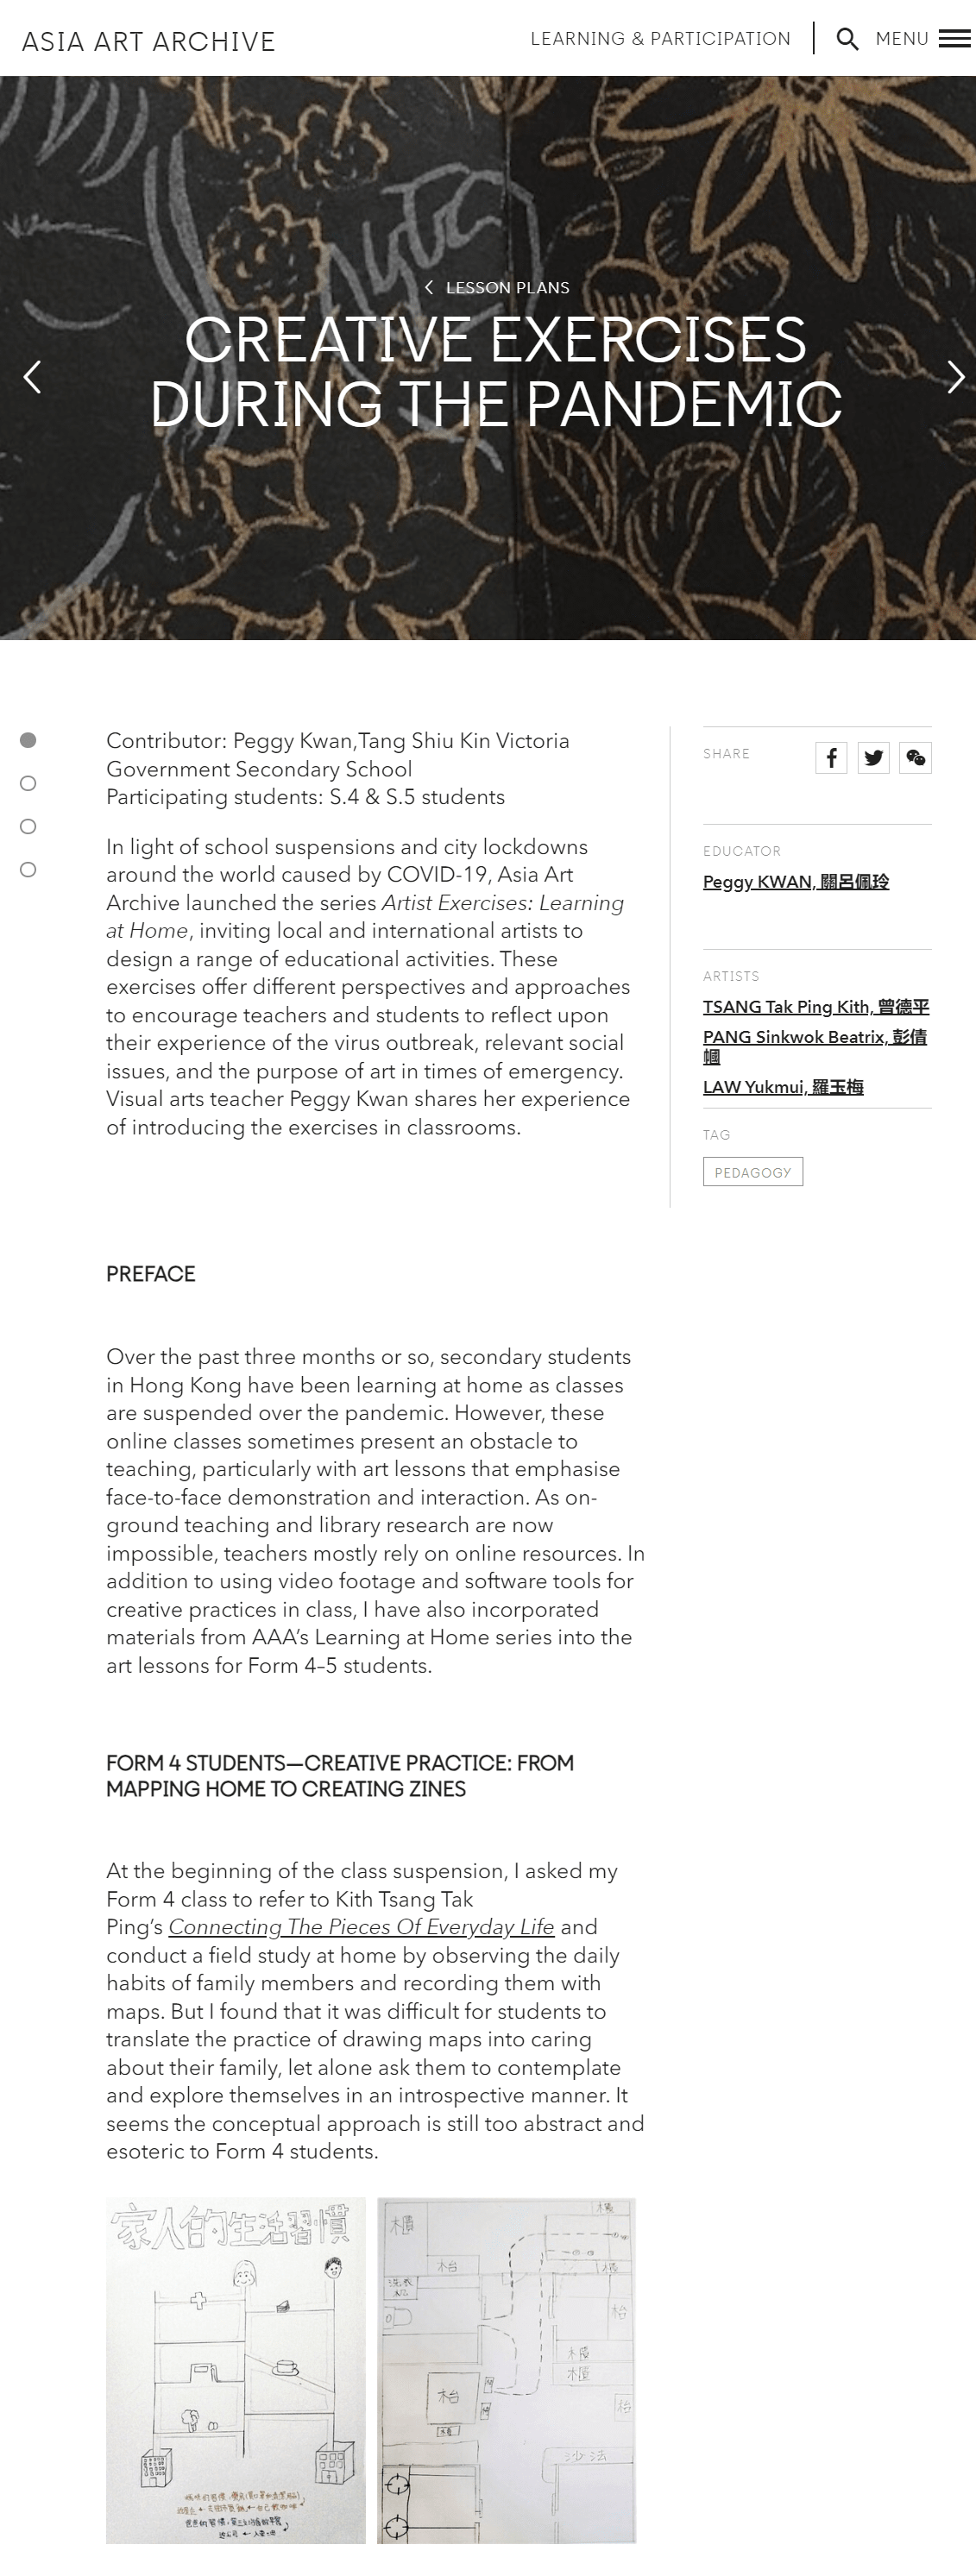 ASIA ART ARCHIVE
LEARNING & PARTICIPATION
MENU
LESSON PLANS
CREATIVE EXERCISES
DURING THE PANDEMIC
Contributor: Peggy Kwan,Tang Shiu Kin Victoria
Government Secondary School
Participating students: S.4 & S.5 students
In light of school suspensions and city lockdowns
around the world caused by COVID-19, Asia Art
Archive launched the series Artist Exercises: Learning
at Home, inviting local and international artists to
design a range of educational activities. These
exercises offer different perspectives and approaches
to encourage teachers and students to reflect upon
their experience of the virus outbreak, relevant social
issues, and the purpose of art in times of emergency.
Visual arts teacher Peggy Kwan shares her experience
of introducing the exercises in classrooms.
SHARE
EDUCATOR
Peggy KWAN, 關呂佩玲
ARTISTS
TSANG Tak Ping Kith, 曾德平
PANG Sinkwok Beatrix, 彭倩
幗
LAW Yukmui, 羅玉梅
TAG
PEDAGOGY
PREFACE
Over the past three months or so, secondary students
in Hong Kong have been learning at home as classes
are suspended over the pandemic. However, these
online classes sometimes present an obstacle to
teaching, particularly with art lessons that emphasise
face-to-face demonstration and interaction. As on-
ground teaching and library research are now
impossible, teachers mostly rely on online resources. In
addition to using video footage and software tools for
creative practices in class, I have also incorporated
materials from AAA’s Learning at Home series into the
art lessons for Form 4–5 students.
FORM 4 STUDENTS—CREATIVE PRACTICE: FROM
MAPPING HOME TO CREATING ZINES
At the beginning of the class suspension, I asked my
Form 4 class to refer to Kith Tsang Tak
Ping’s Connecting The Pieces Of Everyday Life and
conduct a field study at home by observing the daily
habits of family members and recording them with
maps. But I found that it was difficult for students to
translate the practice of drawing maps into caring
about their family, let alone ask them to contemplate
and explore themselves in an introspective manner. It
seems the conceptual approach is still too abstract and
esoteric to Form 4 students.
家人的生活習慣
櫃
櫃
枱
櫃
枱
櫃
櫃
枱
枱
沙法